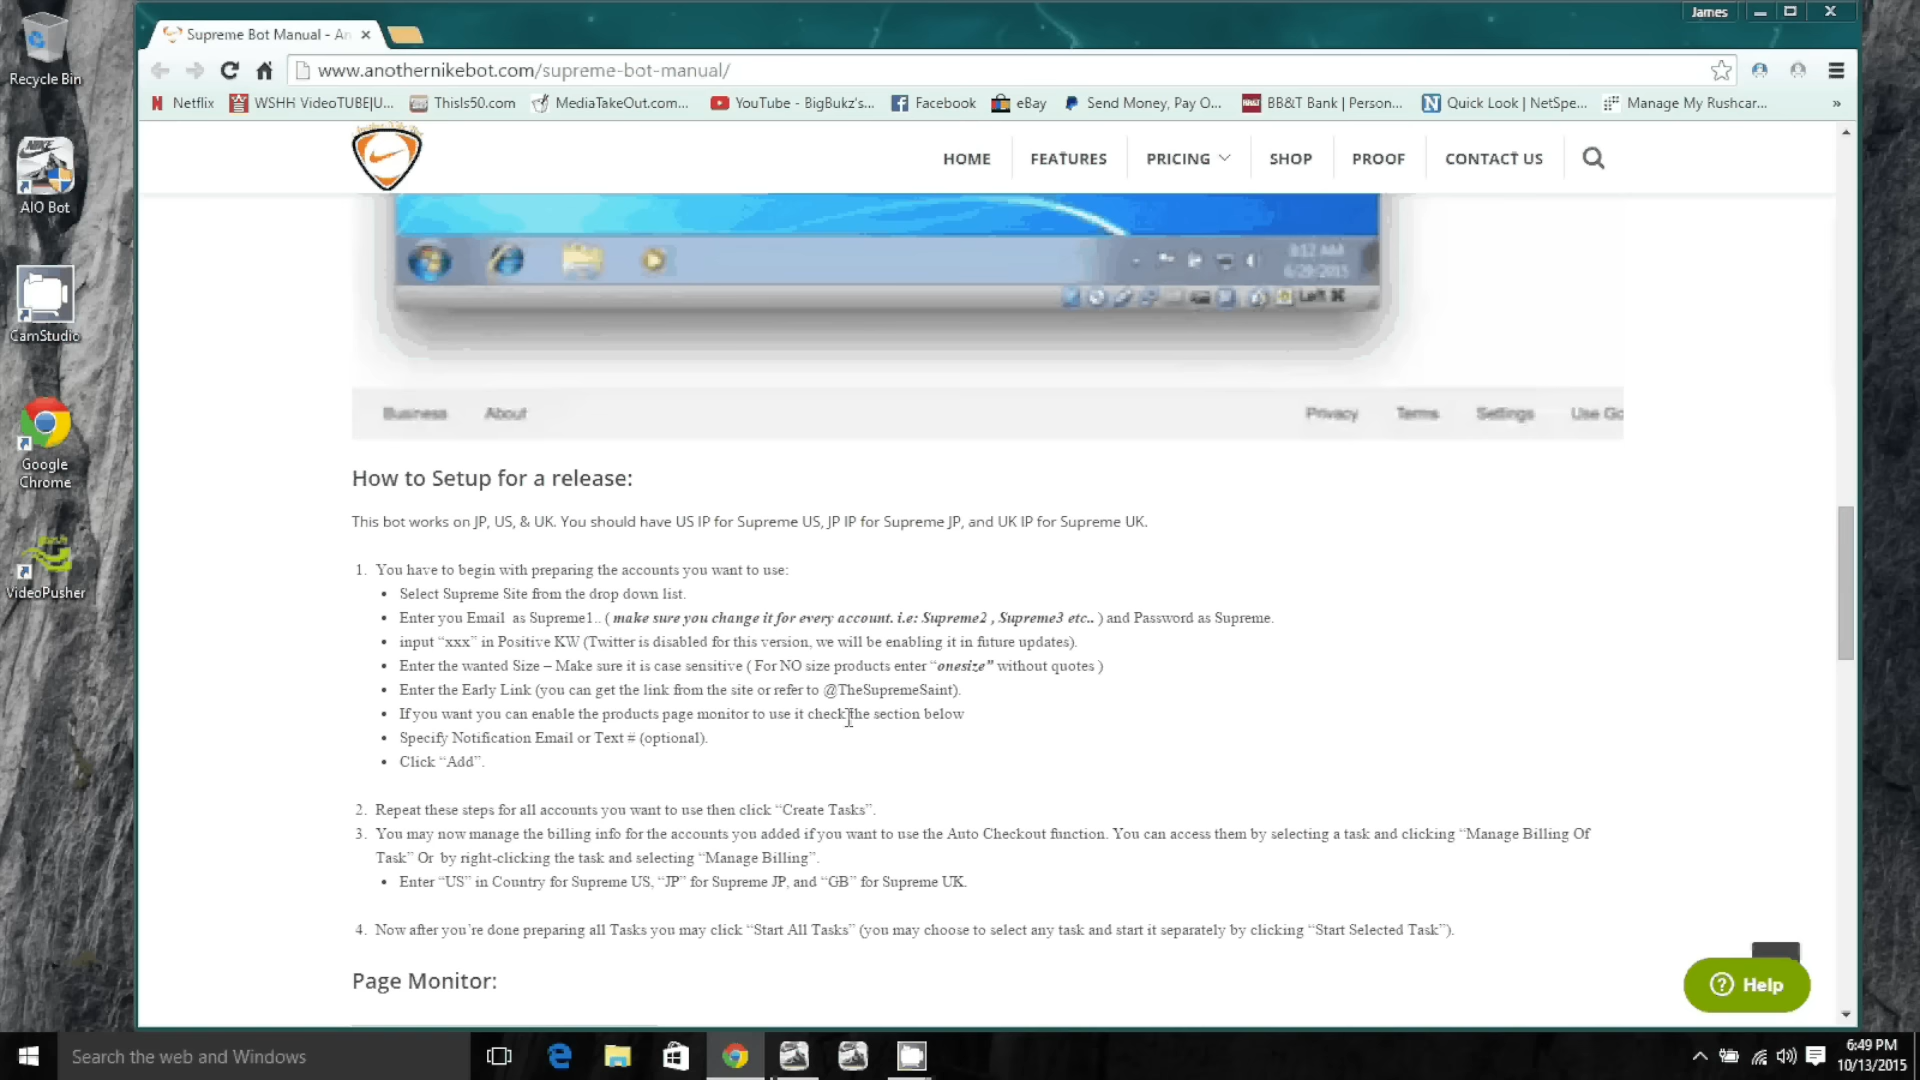 James
Supreme Bot Manual - An
www.anothernikebot.com/supreme-bot-manual/
Netflix
WSHH VideoTUBE|U...
ThisIs50.com
MediaTakeOut.com...
YouTube - BigBukz's...
Facebook
eBay
Send Money, Pay O...
BB&T Bank | Person...
Quick Look | NetSpe...
Manage My Rushcar...
»
HOME
FEATURES
PRICING
SHOP
PROOF
CONTACT US
Recycle Bin
NIKE
AIO Bot
CamStudio
Google
Chrome
VideoPusher
8:12 AM
6/29/2015
Left ⌘
Business
About
Privacy
Terms
Settings
Use Go
How to Setup for a release:
This bot works on JP, US, & UK. You should have US IP for Supreme US, JP IP for Supreme JP, and UK IP for Supreme UK.
1. You have to begin with preparing the accounts you want to use:
• Select Supreme Site from the drop down list.
• Enter you Email as Supreme1.. ( make sure you change it for every account. i.e: Supreme2 , Supreme3 etc.. ) and Password as Supreme.
• input “xxx” in Positive KW (Twitter is disabled for this version, we will be enabling it in future updates).
• Enter the wanted Size – Make sure it is case sensitive ( For NO size products enter “onesize” without quotes )
• Enter the Early Link (you can get the link from the site or refer to @TheSupremeSaint).
• If you want you can enable the products page monitor to use it check the section below
• Specify Notification Email or Text # (optional).
• Click “Add”.
2. Repeat these steps for all accounts you want to use then click “Create Tasks”.
3. You may now manage the billing info for the accounts you added if you want to use the Auto Checkout function. You can access them by selecting a task and clicking “Manage Billing Of
Task” Or by right-clicking the task and selecting “Manage Billing”.
• Enter “US” in Country for Supreme US, “JP” for Supreme JP, and “GB” for Supreme UK.
4. Now after you’re done preparing all Tasks you may click “Start All Tasks” (you may choose to select any task and start it separately by clicking “Start Selected Task”).
Page Monitor:
Help
Search the web and Windows
6:49 PM
10/13/2015